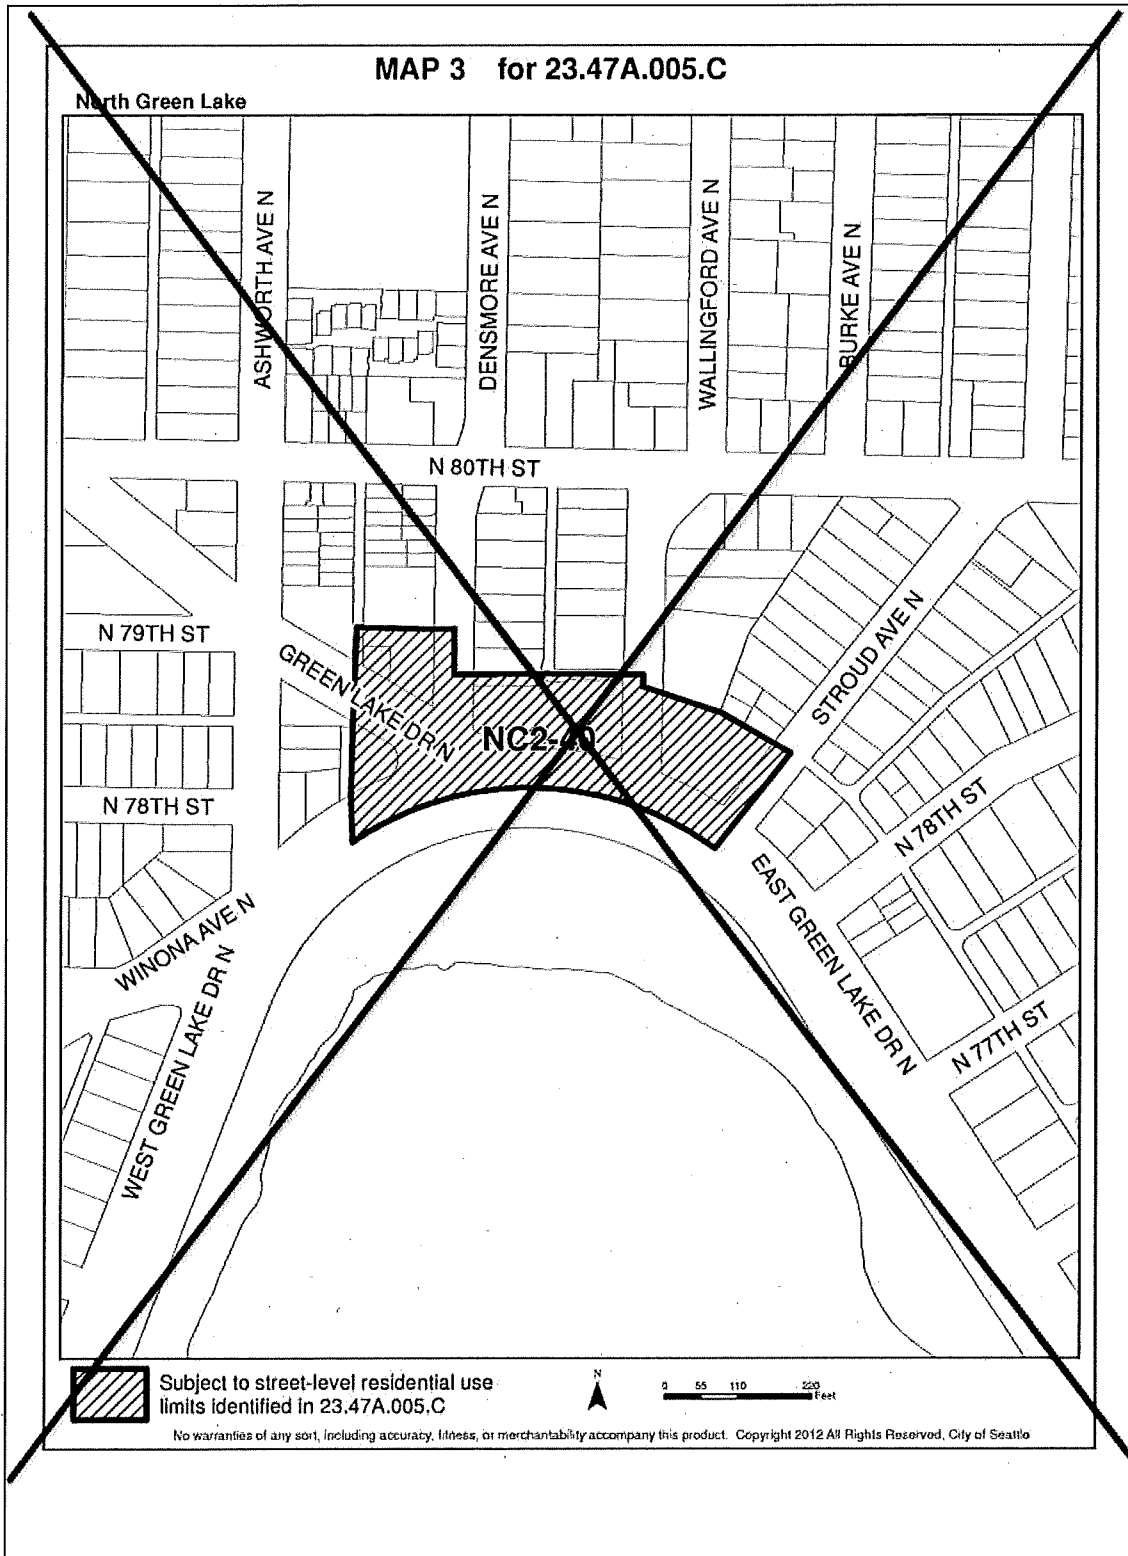 MAP 3 for 23.47A.005.C
North Green Lake
ASHWORTH AVE N
DENSMORE AVE N
WALLINGFORD AVE N
BURKE AVE N
N 80TH ST
N 79TH ST
GREEN LAKE DR N
STROUD AVE N
NC2-40
N 78TH ST
N 78TH ST
EAST GREEN LAKE DR N
WINONA AVE N
WEST GREEN LAKE DR N
N 77TH ST
Subject to street-level residential use
limits identified in 23.47A.005.C
N
0 55 110 220
Feet
No warranties of any sort, including accuracy, fitness, or merchantability accompany this product. Copyright 2012 All Rights Reserved, City of Seattle